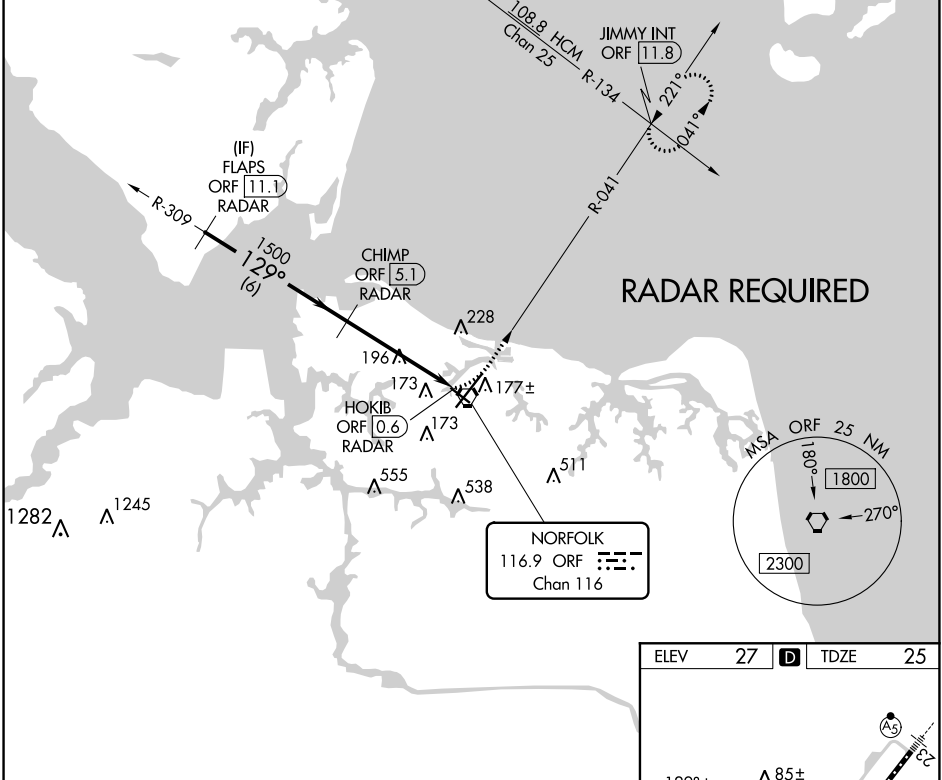 108.8 HCM
Chan 25
R-134
JIMMY INT
ORF 11.8
221°
041°
(IF)
FLAPS
ORF 11.1
RADAR
R-309
R-041
1500
129°
(6)
CHIMP
ORF 5.1
RADAR
RADAR REQUIRED
228
196
173
177±
HOKIB
ORF 0.6
RADAR
173
555
538
511
1282
1245
MSA ORF 25 NM
180°
1800
270°
2300
NORFOLK
116.9 ORF
Chan 116
ELEV 27 D TDZE 25
A5
23
85±